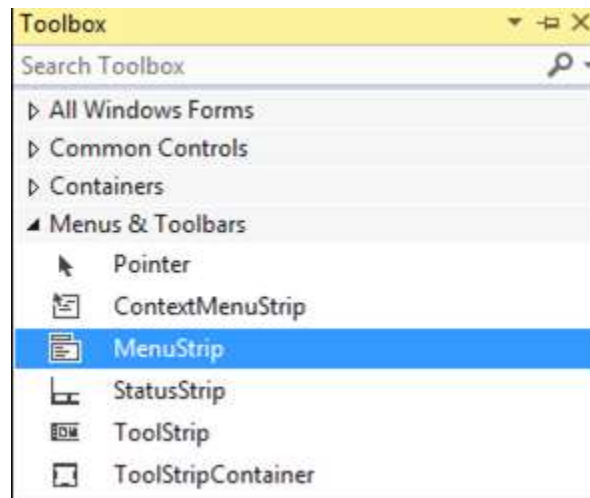 Toolbox
Search Toolbox
All Windows Forms
Common Controls
Containers
Menus & Toolbars
Pointer
ContextMenuStrip
MenuStrip
StatusStrip
ToolStrip
ToolStripContainer